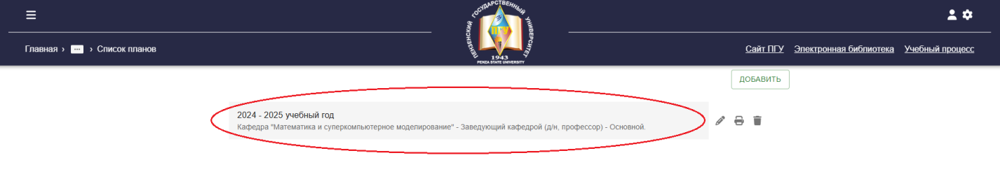 ПЕНЗЕНСКИЙ ГОСУДАРСТВЕННЫЙ УНИВЕРСИТЕТ
ПГУ
1943
PENZA STATE UNIVERSITY
Главная › ... › Список планов
Сайт ПГУ Электронная библиотека Учебный процесс
ДОБАВИТЬ
2024 - 2025 учебный год
Кафедра "Математика и суперкомпьютерное моделирование" - Заведующий кафедрой (д/н, профессор) - Основной.